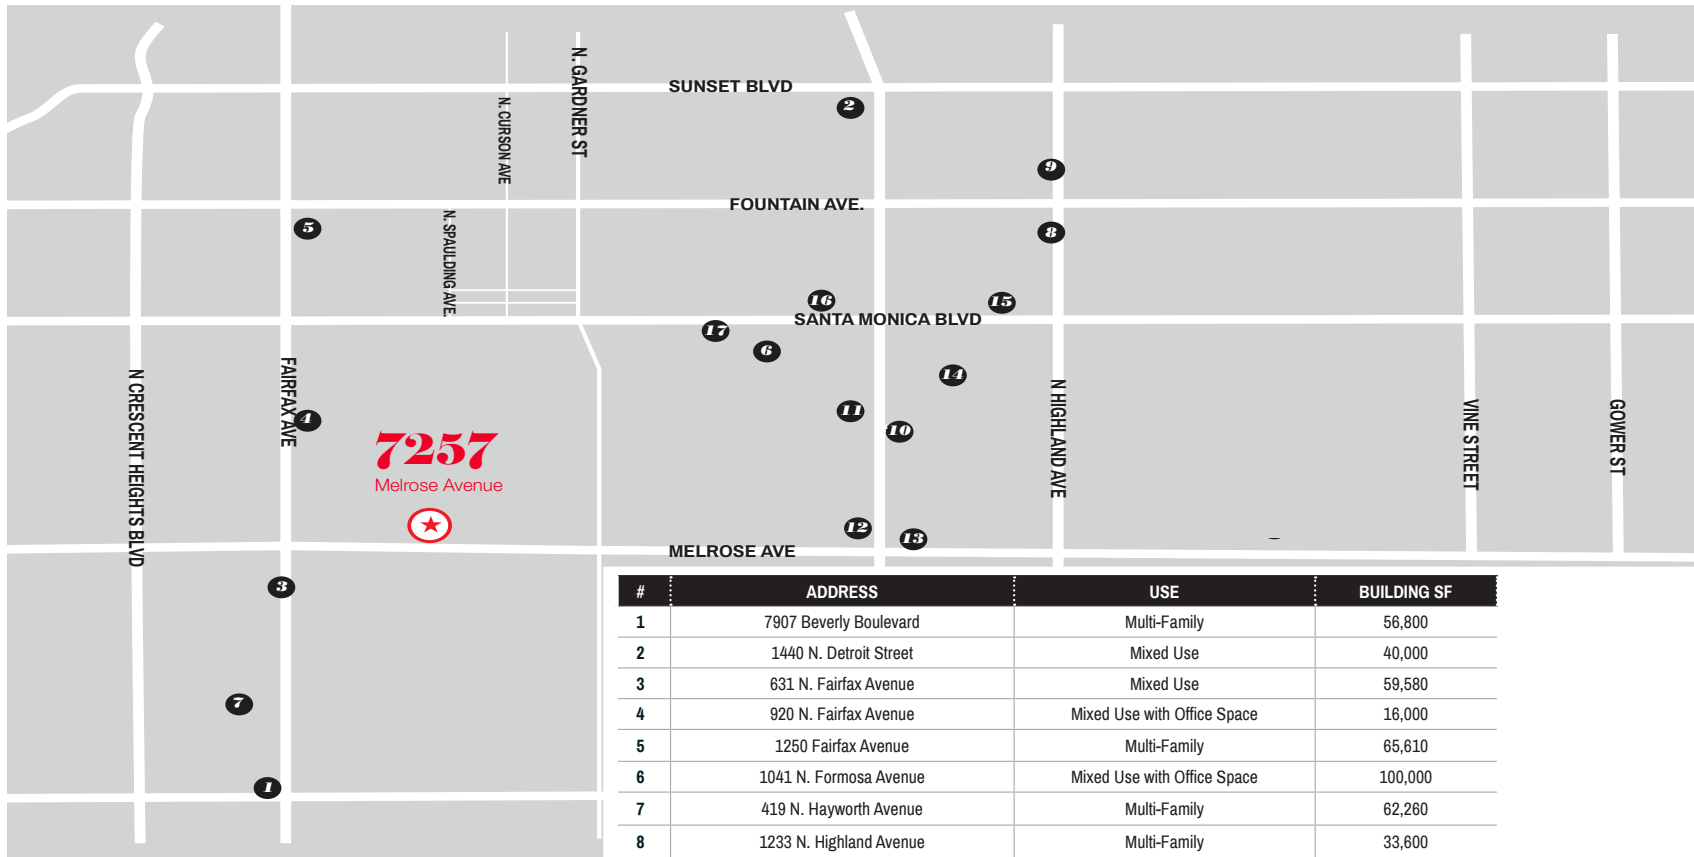 SUNSET BLVD
N. GARDNER ST
N. CURSON AVE
2
9
FOUNTAIN AVE.
5
N. SPAULDING AVE.
8
16
15
SANTA MONICA BLVD
17
6
14
N CRESCENT HEIGHTS BLVD
FAIRFAX AVE
4
11
10
N HIGHLAND AVE
VINE STREET
GOWER ST
7257
Melrose Avenue
12
13
MELROSE AVE
3
7
1
# ADDRESS USE BUILDING SF
1 7907 Beverly Boulevard Multi-Family 56,800
2 1440 N. Detroit Street Mixed Use 40,000
3 631 N. Fairfax Avenue Mixed Use 59,580
4 920 N. Fairfax Avenue Mixed Use with Office Space 16,000
5 1250 Fairfax Avenue Multi-Family 65,610
6 1041 N. Formosa Avenue Mixed Use with Office Space 100,000
7 419 N. Hayworth Avenue Multi-Family 62,260
8 1233 N. Highland Avenue Multi-Family 33,600